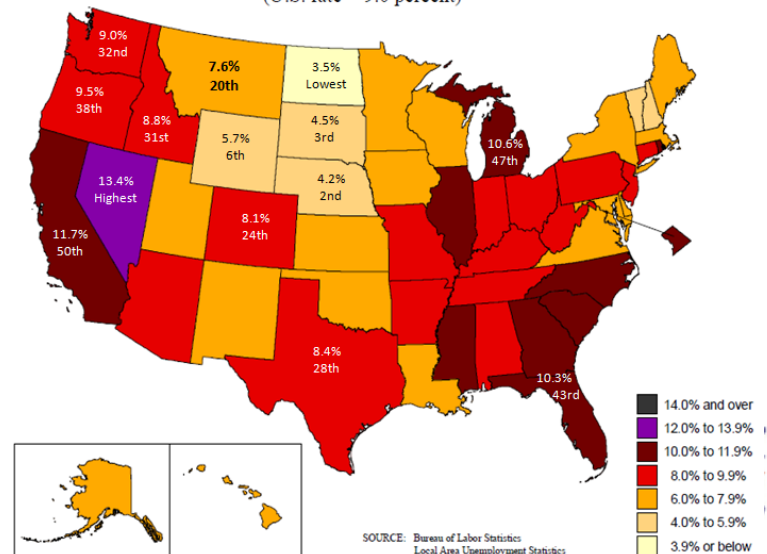 9.0%
32nd
7.6%
20th
3.5%
Lowest
9.5%
38th
8.8%
31st
4.5%
3rd
5.7%
6th
10.6%
47th
13.4%
Highest
4.2%
2nd
8.1%
24th
11.7%
50th
8.4%
28th
10.3%
43rd
14.0% and over
12.0% to 13.9%
10.0% to 11.9%
8.0% to 9.9%
6.0% to 7.9%
4.0% to 5.9%
3.9% or below
SOURCE: Bureau of Labor Statistics
Local Area Unemployment Statistics